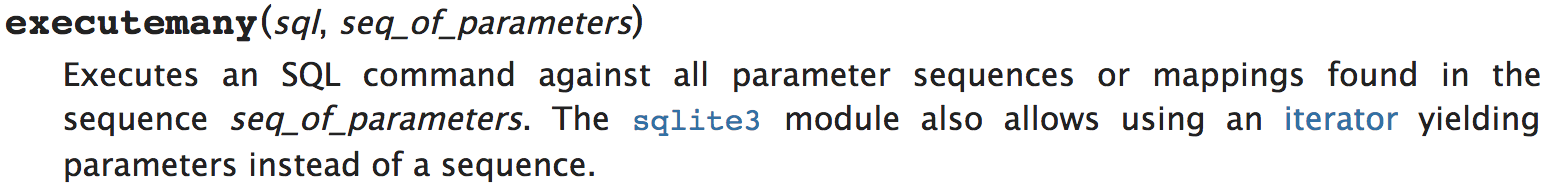 executemany(sql, seq_of_parameters)
Executes an SQL command against all parameter sequences or mappings found in the
sequence seq_of_parameters. The sqlite3 module also allows using an iterator yielding
parameters instead of a sequence.